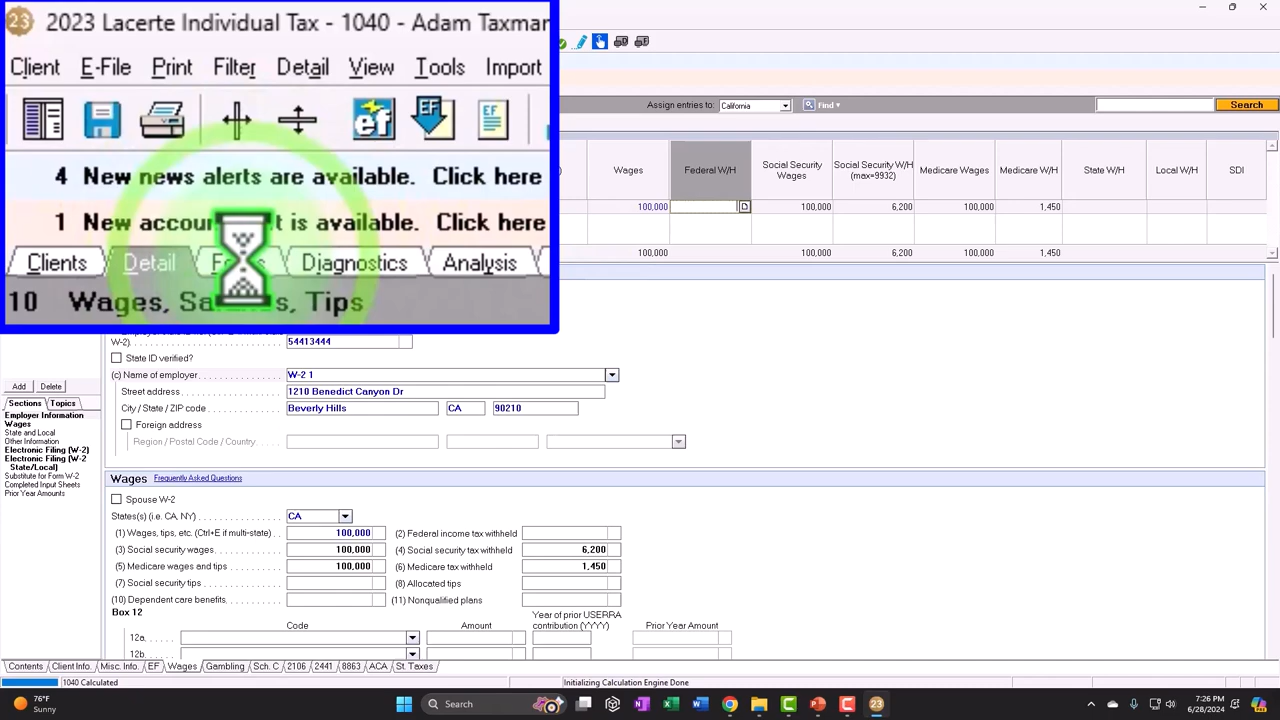 2023 Lacerte Individual Tax - 1040 - Adam Taxman
Client E-File Print Filter Detail View Tools Import
4 New news alerts are available. Click here
1 New is available. Click here
Clients Detail Diagnostics Analysis
10 Wages, Tips
Assign entries to: California Find Search
Wages Federal W/H Social Security Wages Social Security W/H (max=9932) Medicare Wages Medicare W/H State W/H Local W/H SDI
100,000 100,000 6,200 100,000 1,450
100,000 100,000 6,200 100,000 1,450
W-2) 54413444
State ID verified?
(c) Name of employer W-2 1
Street address 1210 Benedict Canyon Dr
City / State / ZIP code Beverly Hills CA 90210
Foreign address
Region / Postal Code / Country
Add Delete
Sections Topics
Employer Information
Wages
State and Local
Other Information
Electronic Filing (W-2)
Electronic Filing (W-2
State/Local)
Substitute for Form W-2
Completed Input Sheets
Prior Year Amounts
Wages Frequently Asked Questions
Spouse W-2
States(s) (i.e. CA, NY) CA
(1) Wages, tips, etc. (Ctrl+E if multi-state) 100,000 (2) Federal income tax withheld
(3) Social security wages 100,000 (4) Social security tax withheld 6,200
(5) Medicare wages and tips 100,000 (6) Medicare tax withheld 1,450
(7) Social security tips (8) Allocated tips
(10) Dependent care benefits (11) Nonqualified plans
Box 12
Code Amount Year of prior USERRA contribution (YYYY) Prior Year Amount
12a
12b
Contents Client Info. Misc. Info. EF Wages Gambling Sch. C 2106 2441 8863 ACA St. Taxes
1040 Calculated Initializing Calculation Engine Done
76°F
Sunny
Search
7:26 PM
6/28/2024